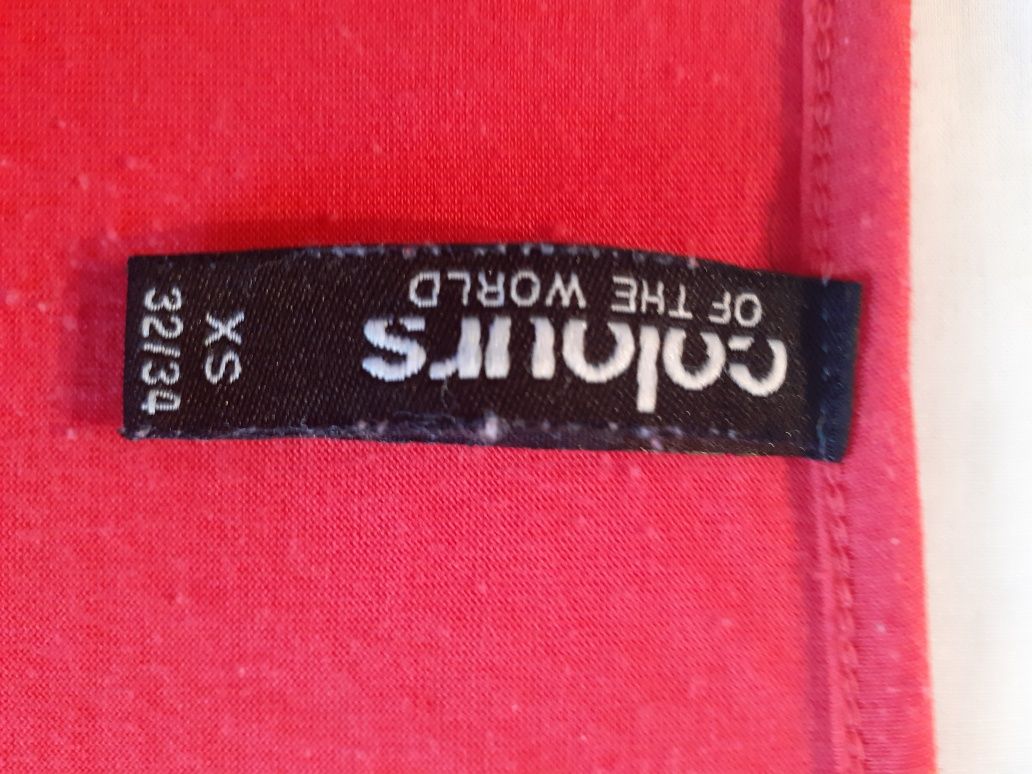 colours
OF THE WORLD
XS
32/34